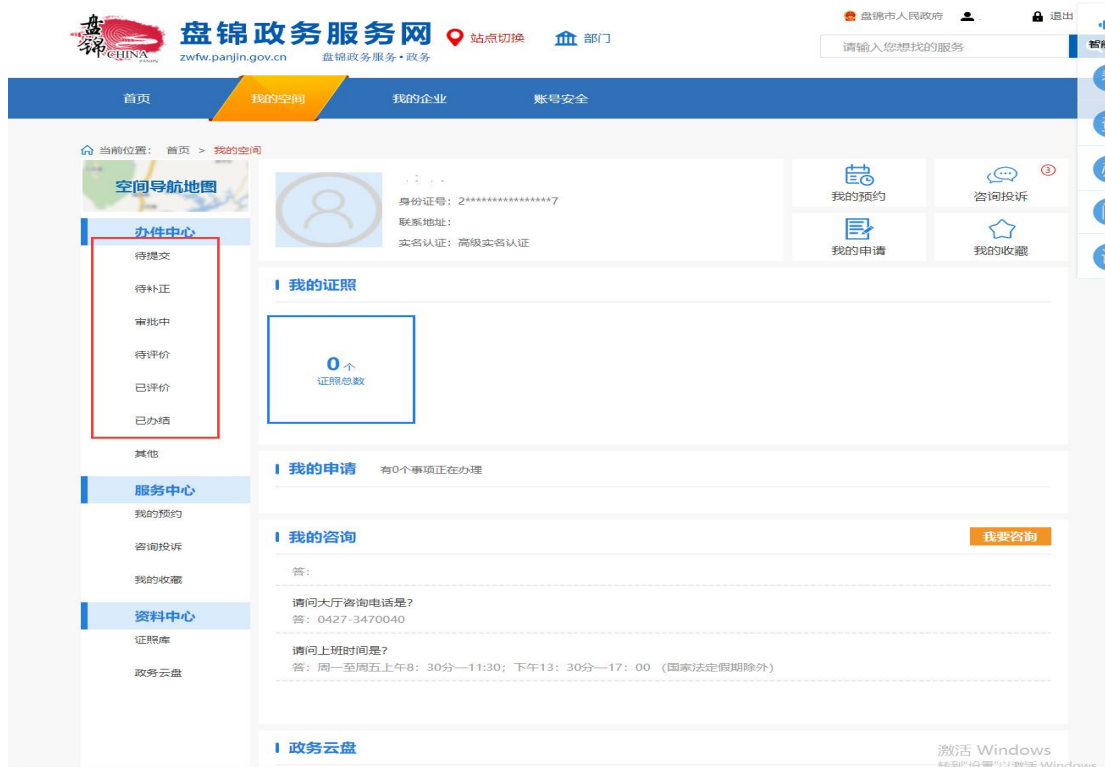 盘锦
CHINA
PANJIN
盘锦政务服务网
zwfw.panjin.gov.cn 盘锦政务服务•政务
站点切换
部门
盘锦市人民政府
退出
请输入您想找的服务
首页 我的空间 我的企业 账号安全
当前位置: 首页 > 我的空间
空间导航地图
办件中心
待提交
待补正
审批中
待评价
已评价
已办结
其他
服务中心
我的预约
咨询投诉
我的收藏
资料中心
证照库
政务云盘
身份证号: 2****************7
联系地址:
实名认证: 高级实名认证
我的预约
咨询投诉
3
我的申请
我的收藏
我的证照
0个
证照总数
我的申请 有0个事项正在办理
我的咨询
我要咨询
答:
请问大厅咨询电话是?
答: 0427-3470040
请问上班时间是?
答: 周一至周五上午8: 30分—11:30; 下午13: 30分—17: 00 (国家法定假期除外)
政务云盘
激活 Windows
转到"设置"以激活 Windows